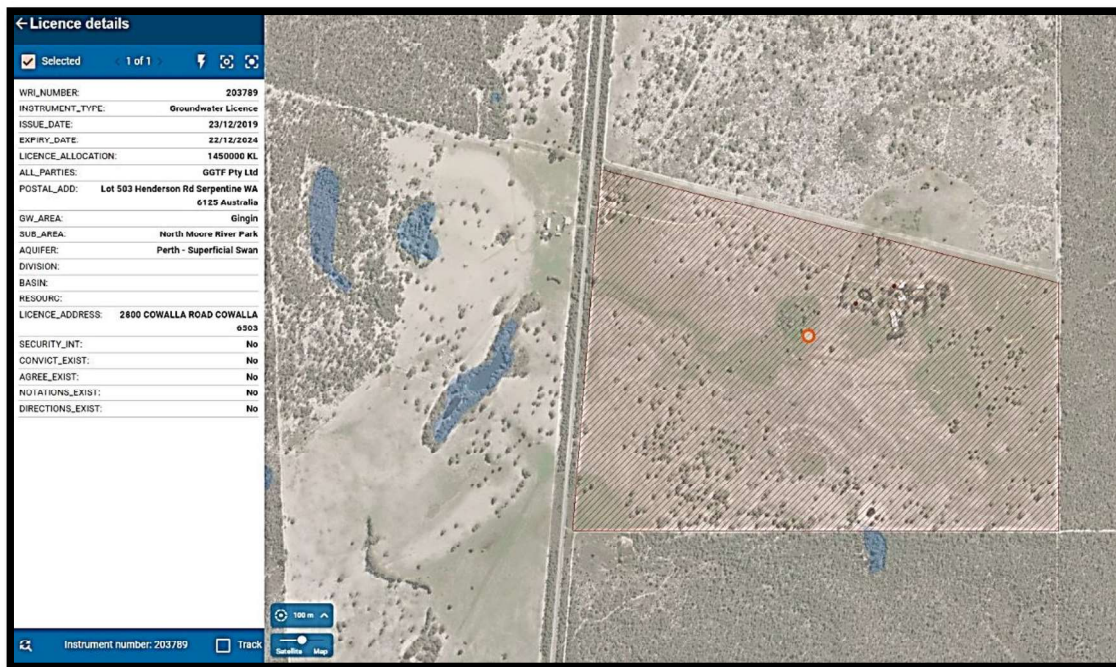 ← Licence details
Selected < 1 of 1 >
WRI_NUMBER: 203789
INSTRUMENT_TYPE: Groundwater Licence
ISSUE_DATE: 23/12/2019
EXPIRY_DATE: 22/12/2024
LICENCE_ALLOCATION: 1450000 KL
ALL_PARTIES: GGTF Pty Ltd
POSTAL_ADD: Lot 503 Henderson Rd Serpentine WA
6125 Australia
GW_AREA: Gingin
SUB_AREA: North Moore River Park
AQUIFER: Perth - Superficial Swan
DIVISION:
BASIN:
RESOURC:
LICENCE_ADDRESS: 2800 COWALLA ROAD COWALLA
6503
SECURITY_INT: No
CONVICT_EXIST: No
AGREE_EXIST: No
NOTATIONS_EXIST: No
DIRECTIONS_EXIST: No
Instrument number: 203789 Track
100 m
Satellite Map